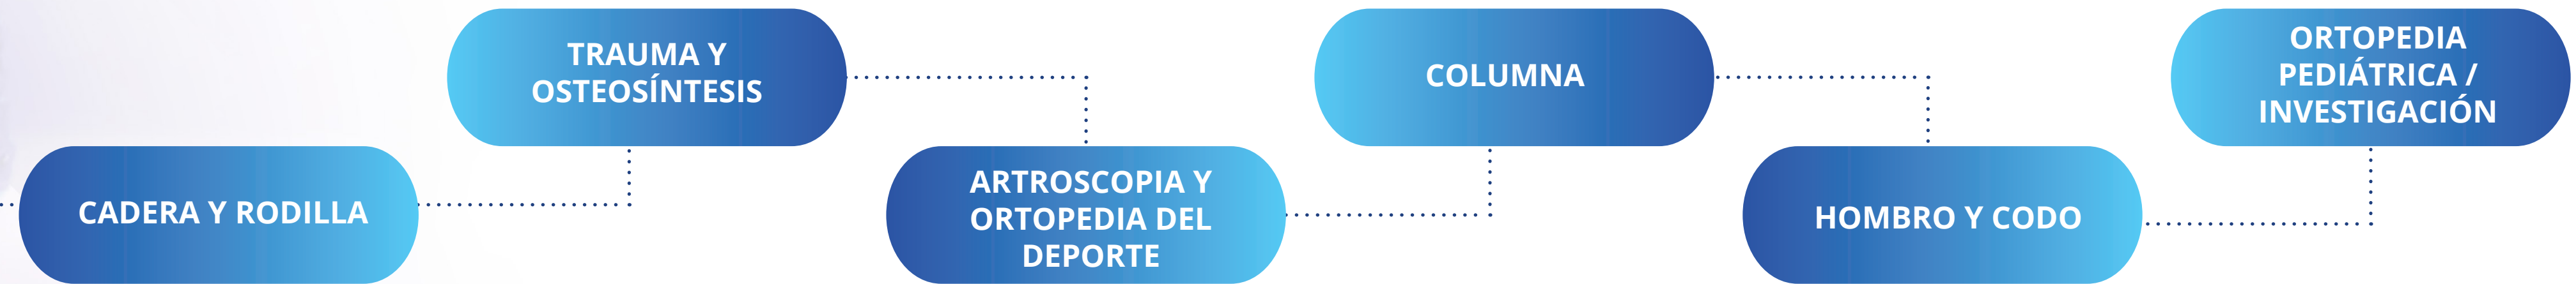 CADERA Y RODILLA
TRAUMA Y
OSTEOSÍNTESIS
ARTROSCOPIA Y
ORTOPEDIA DEL
DEPORTE
COLUMNA
HOMBRO Y CODO
ORTOPEDIA
PEDIÁTRICA /
INVESTIGACIÓN